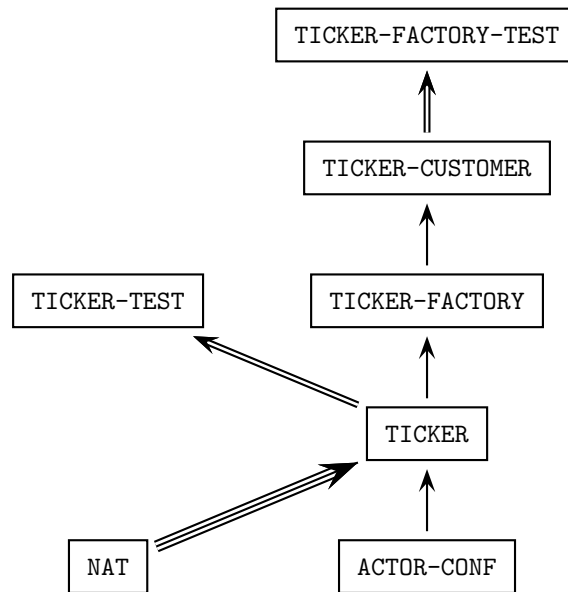 TICKER-FACTORY-TEST
TICKER-CUSTOMER
TICKER-TEST
TICKER-FACTORY
TICKER
NAT
ACTOR-CONF